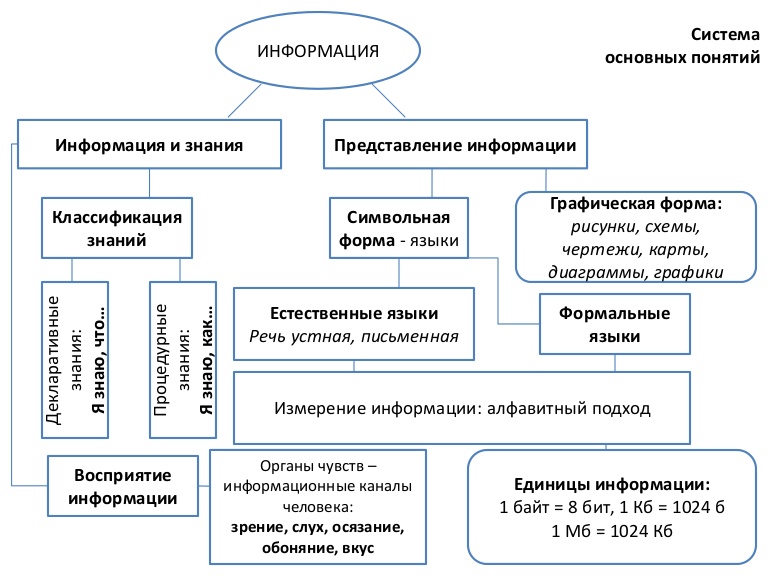 Система
основных понятий
ИНФОРМАЦИЯ
Информация и знания
Представление информации
Классификация
знаний
Символьная
форма - языки
Графическая форма:
рисунки, схемы,
чертежи, карты,
диаграммы, графики
Декларативные
знания:
Я знаю, что…
Процедурные
знания:
Я знаю, как…
Естественные языки
Речь устная, письменная
Формальные
языки
Измерение информации: алфавитный подход
Восприятие
информации
Органы чувств –
информационные каналы
человека:
зрение, слух, осязание,
обоняние, вкус
Единицы информации:
1 байт = 8 бит, 1 Кб = 1024 б
1 Мб = 1024 Кб